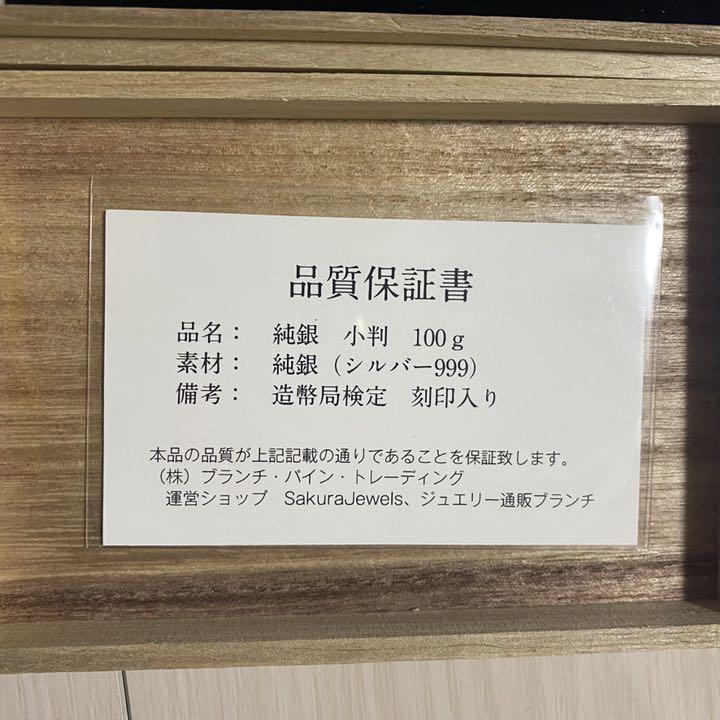 品質保証書
品名： 純銀 小判 100ｇ
素材： 純銀（シルバー999）
備考： 造幣局検定 刻印入り
本品の品質が上記記載の通りであることを保証致します。
（株）ブランチ・バイン・トレーディング
運営ショップ SakuraJewels、ジュエリー通販ブランチ